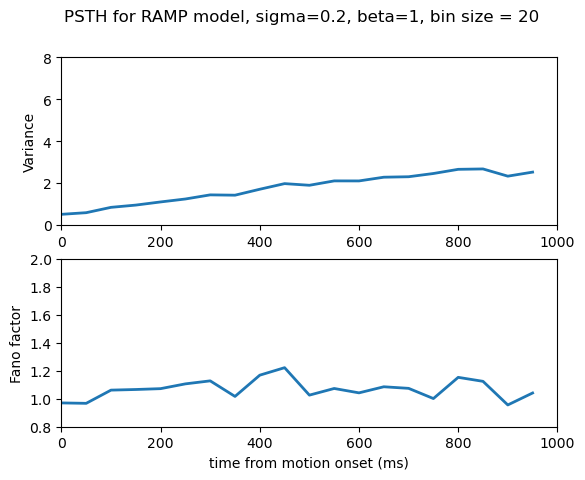 PSTH for RAMP model, sigma=0.2, beta=1, bin size = 20
8
6
4
2
0
Variance
0 200 400 600 800 1000
2.0
1.8
1.6
1.4
1.2
1.0
0.8
Fano factor
0 200 400 600 800 1000
time from motion onset (ms)